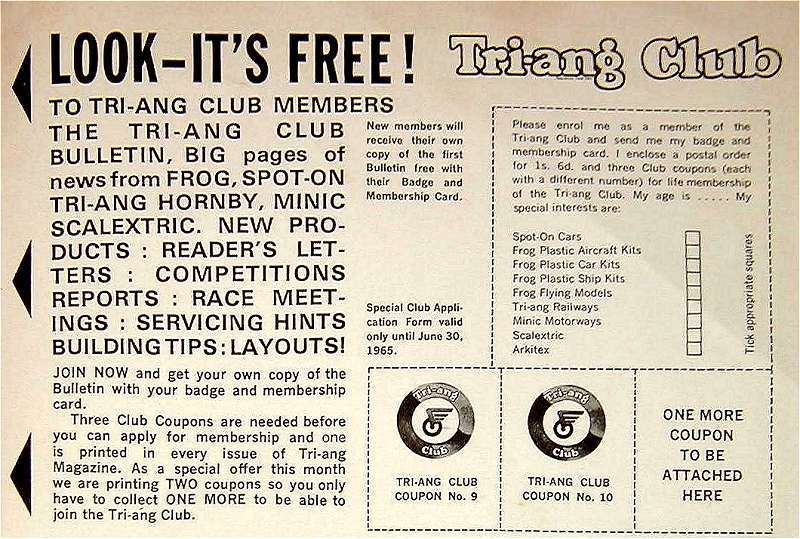 LOOK-IT'S FREE!
TO TRI-ANG CLUB MEMBERS
THE TRI-ANG CLUB
BULLETIN, BIG pages of
news from FROG, SPOT-ON
TRI-ANG HORNBY, MINIC
SCALEXTRIC. NEW PRO-
DUCTS : READER'S LET-
TERS : COMPETITIONS
REPORTS : RACE MEET-
INGS : SERVICING HINTS
BUILDING TIPS : LAYOUTS!
JOIN NOW and get your own copy of the
Bulletin with your badge and membership
card.
Three Club Coupons are needed before
you can apply for membership and one
is printed in every issue of Tri-ang
Magazine. As a special offer this month
we are printing TWO coupons so you only
have to collect ONE MORE to be able to
join the Tri-ang Club.
New members will
receive their own
copy of the first
Bulletin free with
their Badge and
Membership Card.
Special Club Appli-
cation Form valid
only until June 30,
1965.
Tri-ang Club
Please enrol me as a member of the
Tri-ang Club and send me my badge and
membership card. I enclose a postal order
for 1s. 6d. and three Club coupons (each
with a different number) for life membership
of the Tri-ang Club. My age is ..... My
special interests are:
Spot-On Cars
Frog Plastic Aircraft Kits
Frog Plastic Car Kits
Frog Plastic Ship Kits
Frog Flying Models
Tri-ang Railways
Minic Motorways
Scalextric
Arkitex
Tick appropriate squares
Tri-ang
Club
TRI-ANG CLUB
COUPON No. 9
Tri-ang
Club
TRI-ANG CLUB
COUPON No. 10
ONE MORE
COUPON
TO BE
ATTACHED
HERE